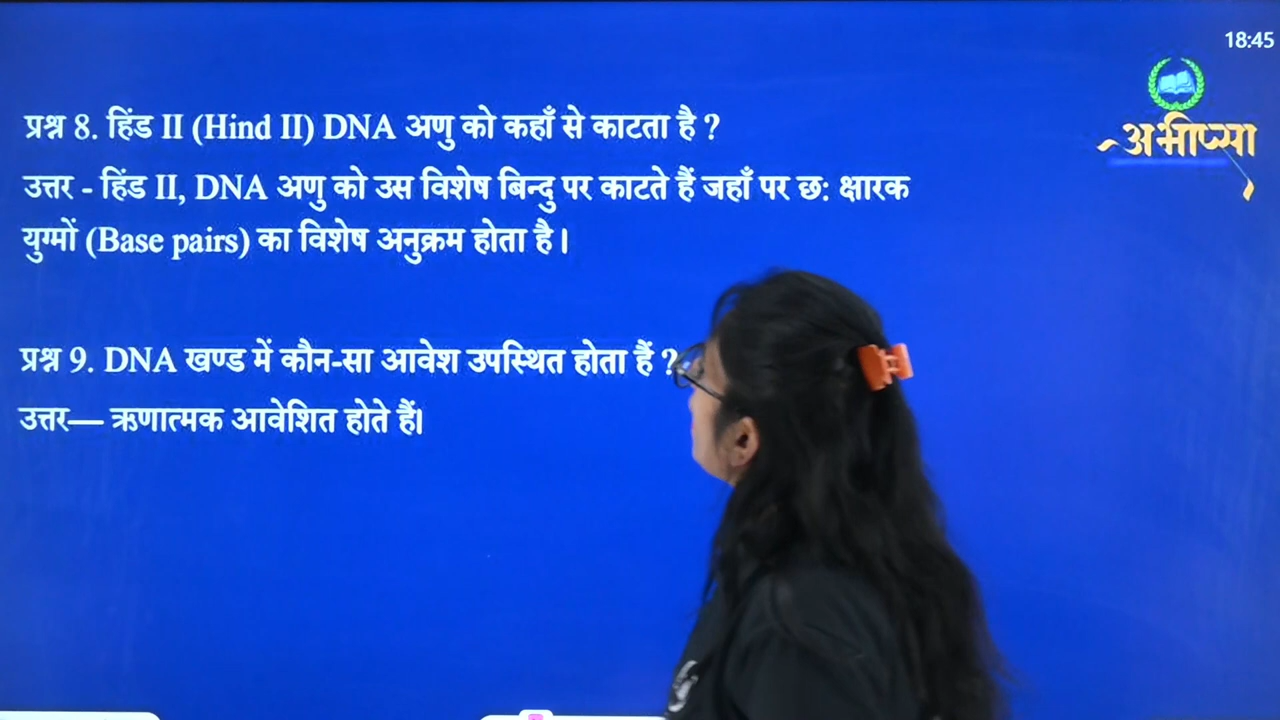 18:45
अभीप्सा
प्रश्न 8. हिंड II (Hind II) DNA अणु को कहाँ से काटता है ?
उत्तर - हिंड II, DNA अणु को उस विशेष बिन्दु पर काटते हैं जहाँ पर छ: क्षारक
युग्मों (Base pairs) का विशेष अनुक्रम होता है।
प्रश्न 9. DNA खण्ड में कौन-सा आवेश उपस्थित होता हैं ?
उत्तर— ऋणात्मक आवेशित होते हैं।